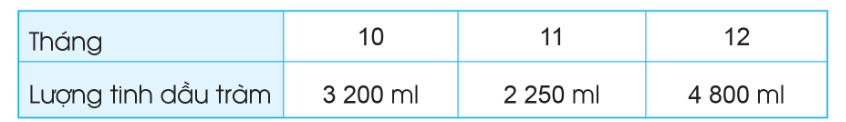 Tháng 10 11 12
Lượng tinh dầu tràm 3 200 ml 2 250 ml 4 800 ml